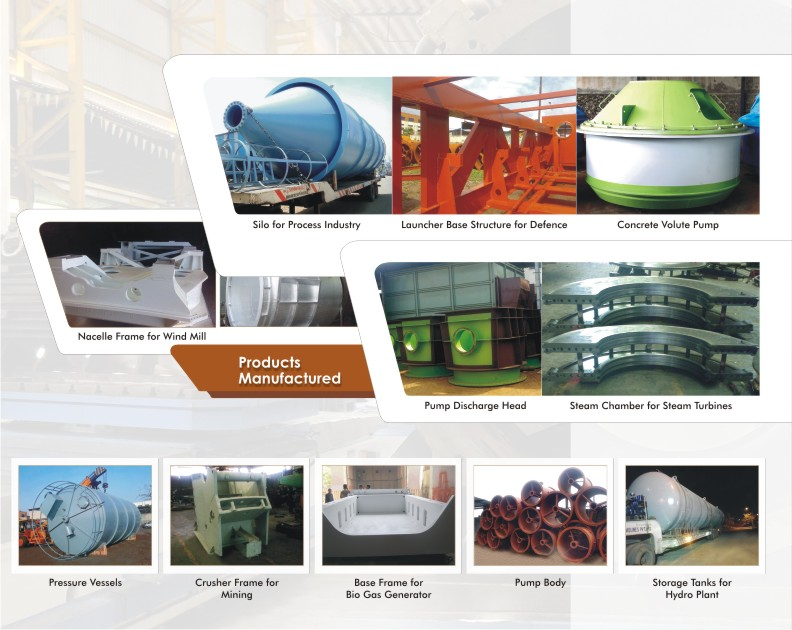 Silo for Process Industry
Launcher Base Structure for Defence
Concrete Volute Pump
Nacelle Frame for Wind Mill
Products
Manufactured
Pump Discharge Head
Steam Chamber for Steam Turbines
Pressure Vessels
Crusher Frame for
Mining
Base Frame for
Bio Gas Generator
Pump Body
Storage Tanks for
Hydro Plant